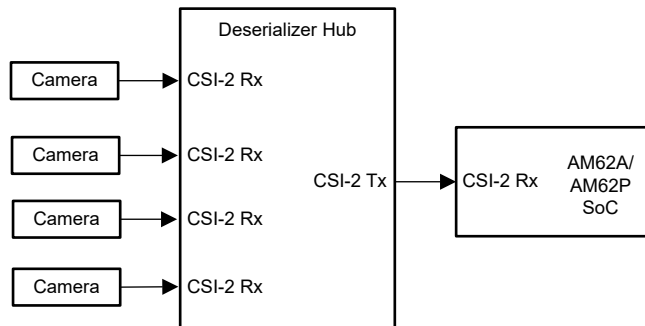 Deserializer Hub
Camera
CSI-2 Rx
Camera
CSI-2 Rx
CSI-2 Tx
CSI-2 Rx
AM62A/
AM62P
SoC
Camera
CSI-2 Rx
Camera
CSI-2 Rx